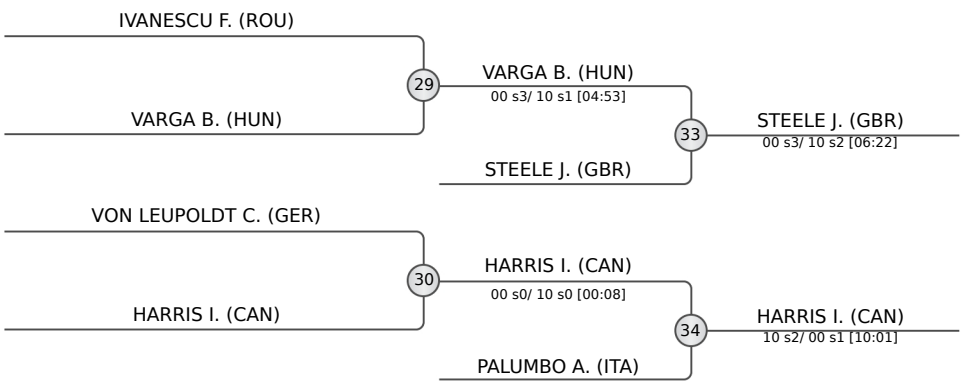 IVANESCU F. (ROU)
29
VARGA B. (HUN)
VARGA B. (HUN)
00 s3/ 10 s1 [04:53]
33
STEELE J. (GBR)
STEELE J. (GBR)
00 s3/ 10 s2 [06:22]
VON LEUPOLDT C. (GER)
30
HARRIS I. (CAN)
HARRIS I. (CAN)
00 s0/ 10 s0 [00:08]
34
PALUMBO A. (ITA)
HARRIS I. (CAN)
10 s2/ 00 s1 [10:01]